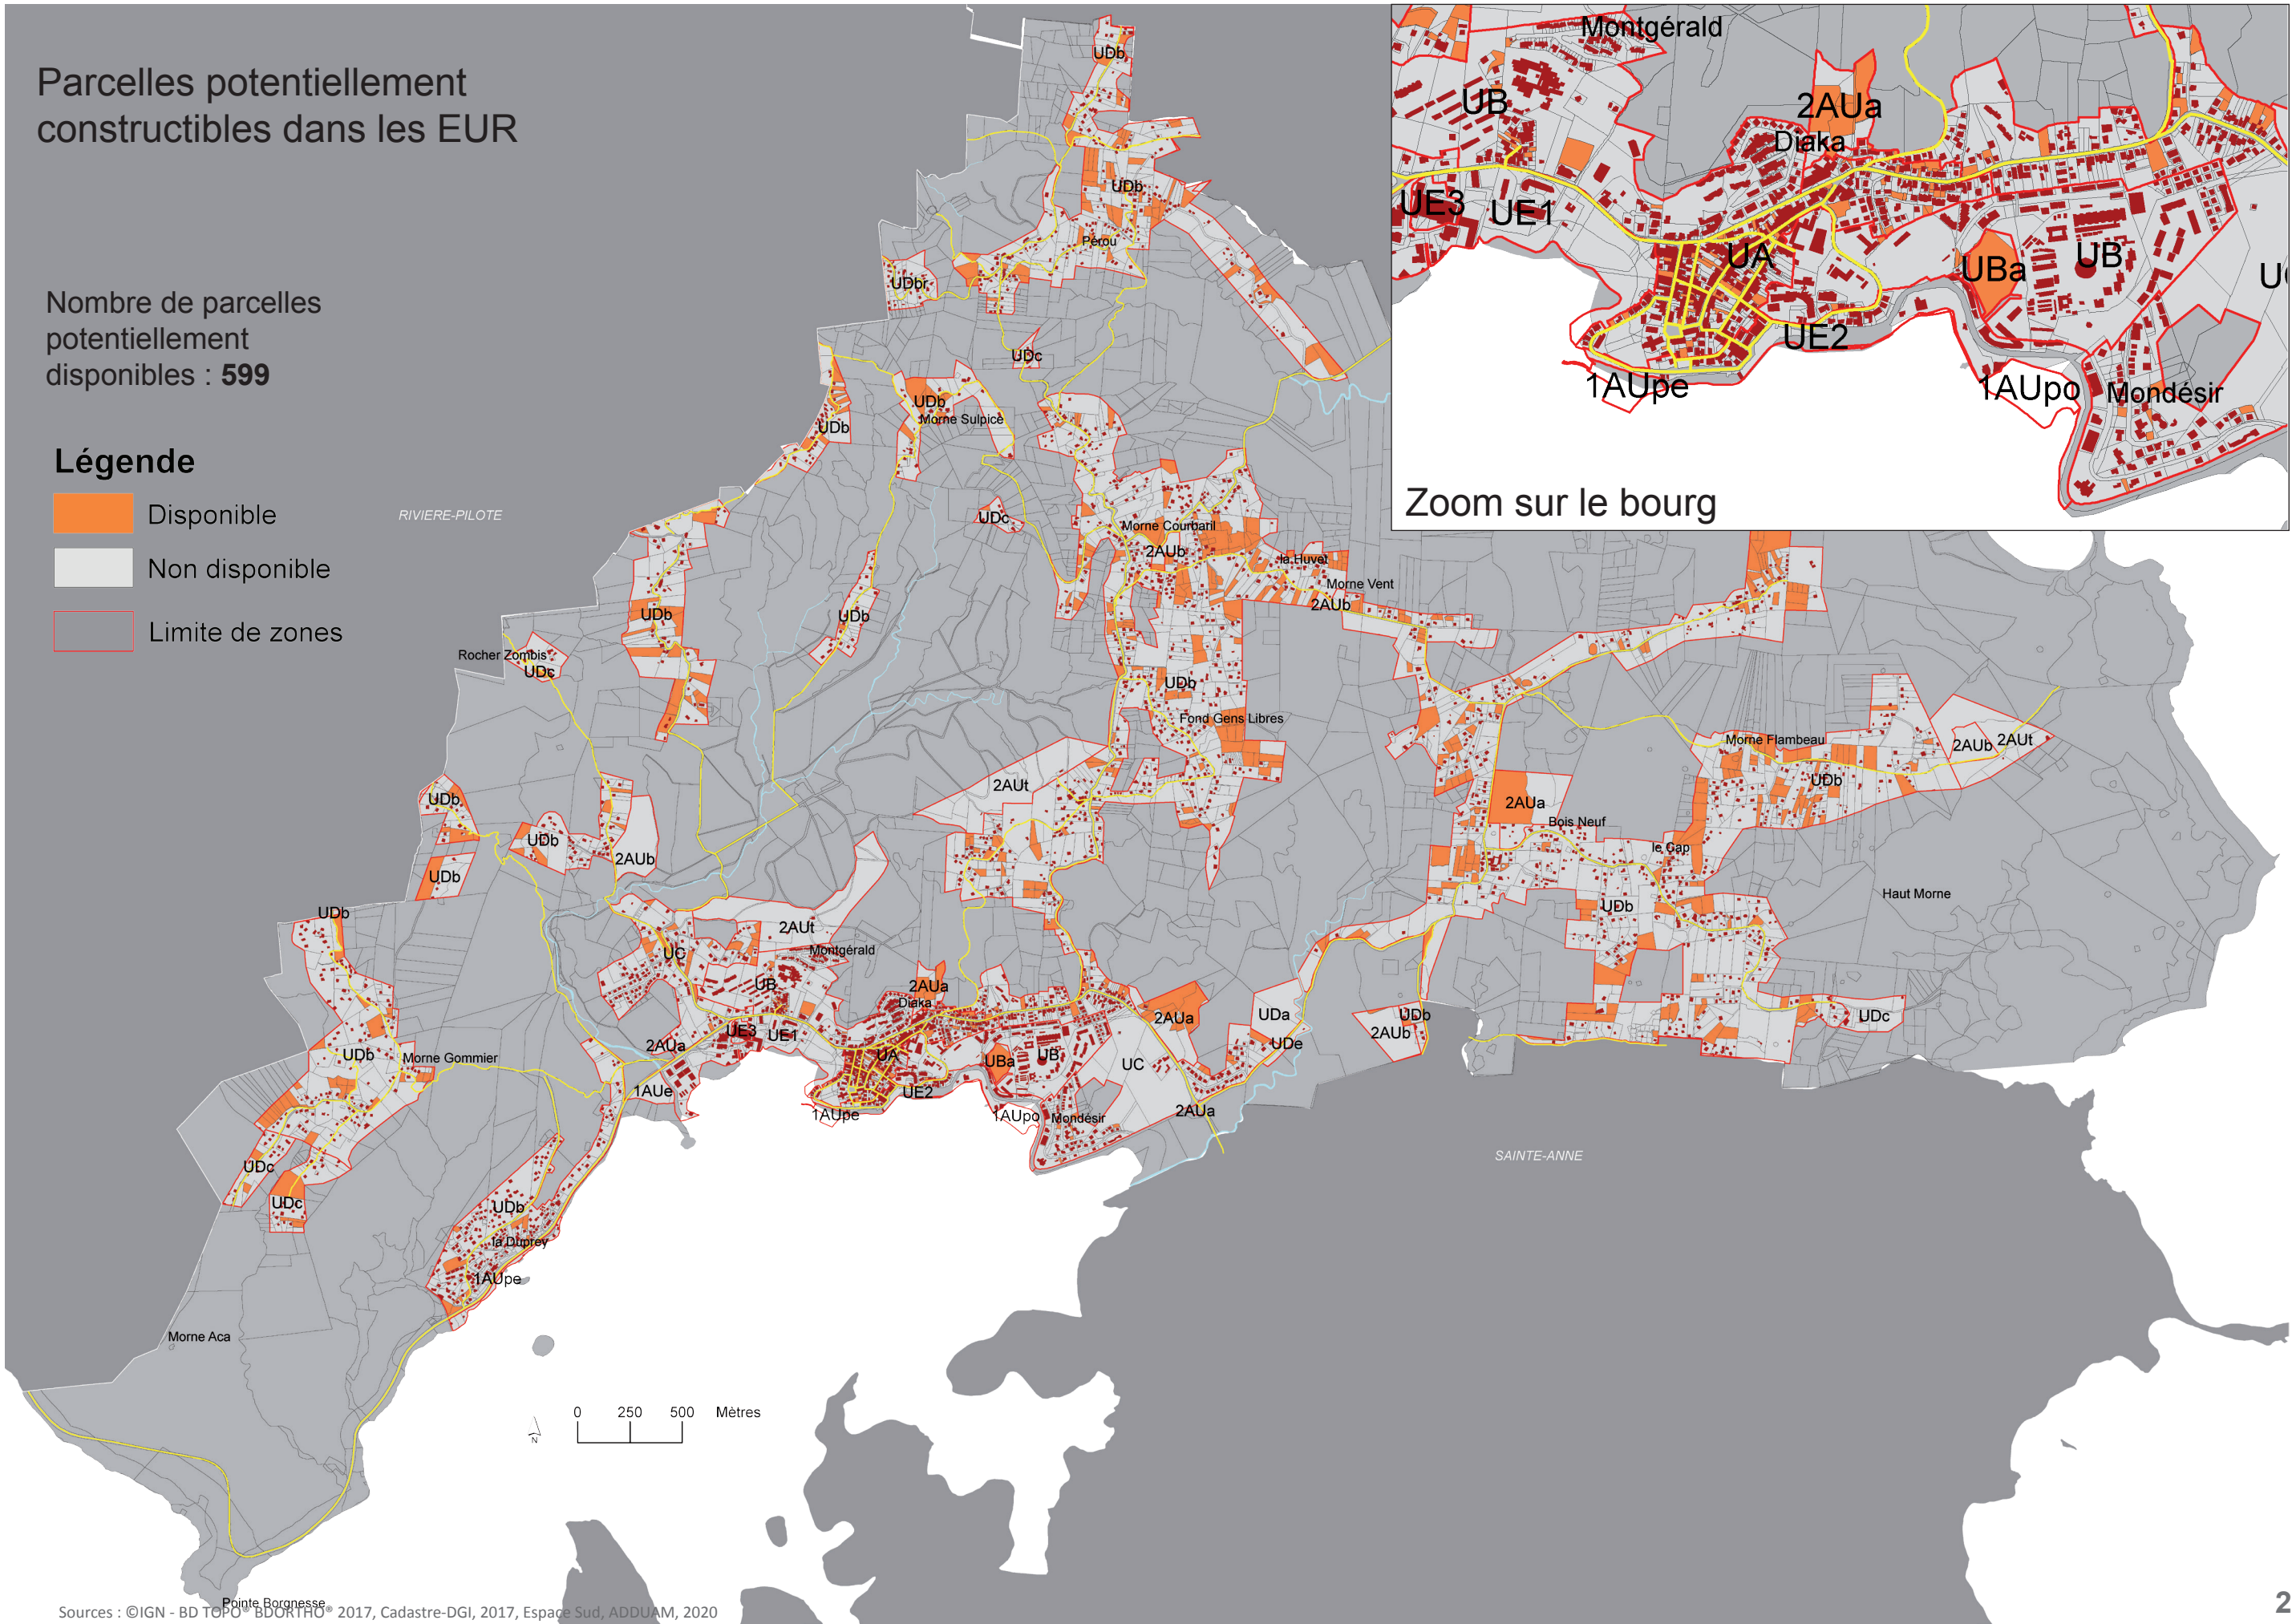 Parcelles potentiellement
constructibles dans les EUR
Nombre de parcelles
potentiellement
disponibles : 599
Légende
Disponible
Non disponible
Limite de zones
Montgérald
UB
2AUa
Diaka
UE3
UE1
UA
UBa
UB
UE2
1AUpe
1AUpo
Mondésir
Zoom sur le bourg
UDb
UDb
Pérou
UDbr
UDc
UDb
Morne Sulpice
UDb
RIVIERE-PILOTE
UDc
Morne Courbaril
2AUb
la Huvet
Morne Vent
2AUb
UDb
UDb
Rocher Zombis
UDc
UDb
Fond Gens Libres
Morne Flambeau
2AUb
2AUt
UDb
2AUt
2AUa
Bois Neuf
le Cap
UDb
UDb
2AUb
UDb
Haut Morne
UDb
UDb
2AUt
Montgérald
UC
UB
2AUa
Diaka
2AUa
UDa
UDb
2AUb
UDc
UE3
UE1
2AUa
UDe
UDb
Morne Gommier
UA
UBa
UB
UC
1AUe
UE2
1AUpe
1AUpo
Mondésir
2AUa
SAINTE-ANNE
UDc
UDc
UDb
la Duprey
1AUpe
Morne Aca
0 250 500 Mètres
N
Pointe Borgnesse
Sources : ©IGN - BD TOPO® BDORTHO® 2017, Cadastre-DGI, 2017, Espace Sud, ADDUAM, 2020
2